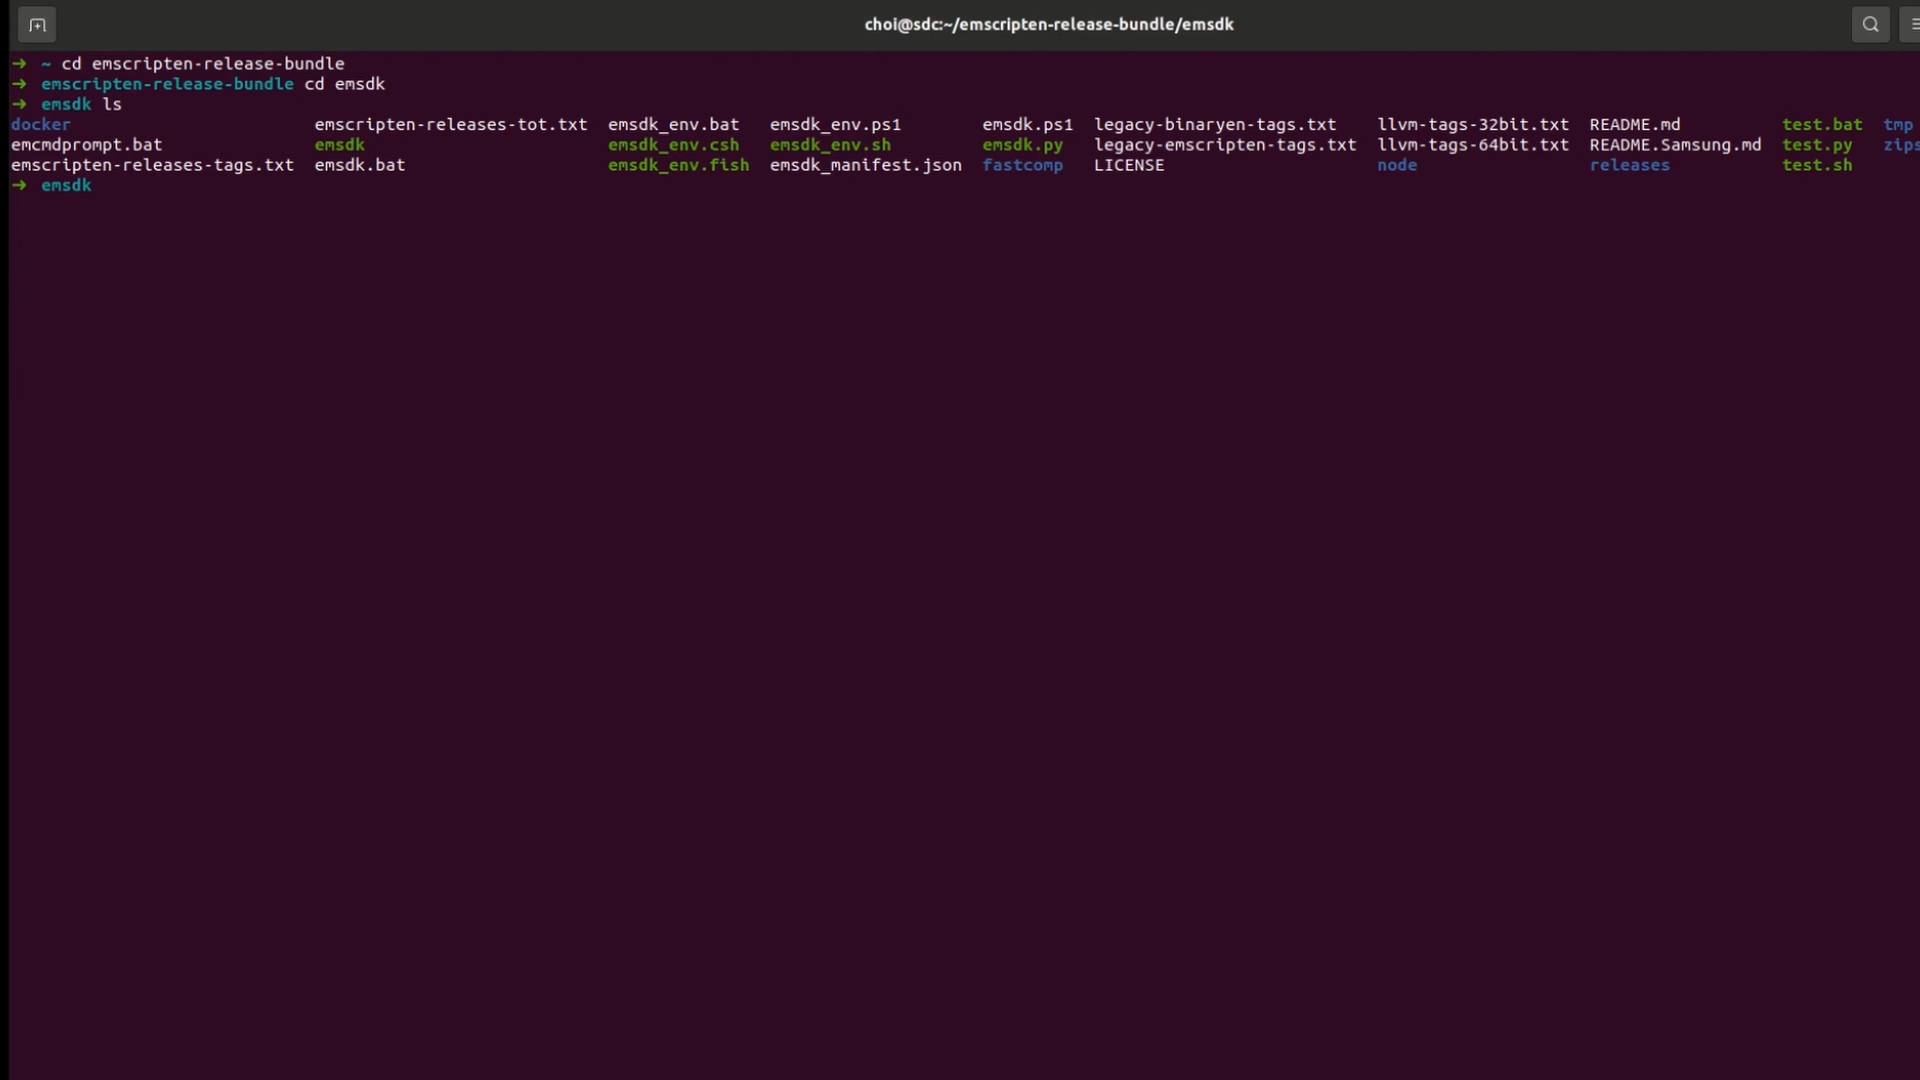 choi@sdc:~/emscripten-release-bundle/emsdk
➜ ~ cd emscripten-release-bundle
➜ emscripten-release-bundle cd emsdk
➜ emsdk ls
docker emscripten-releases-tot.txt emsdk_env.bat emsdk_env.ps1 emsdk.ps1 legacy-binaryen-tags.txt llvm-tags-32bit.txt README.md test.bat tmp
emcmdprompt.bat emsdk emsdk_env.csh emsdk_env.sh emsdk.py legacy-emscripten-tags.txt llvm-tags-64bit.txt README.Samsung.md test.py zips
emscripten-releases-tags.txt emsdk.bat emsdk_env.fish emsdk_manifest.json fastcomp LICENSE node releases test.sh
➜ emsdk